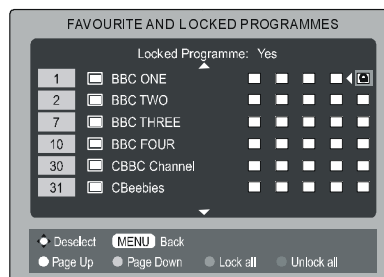 FAVOURITE AND LOCKED PROGRAMMES
Locked Programme: Yes
1 BBC ONE
2 BBC TWO
7 BBC THREE
10 BBC FOUR
30 CBBC Channel
31 CBeebies
Deselect MENU Back
Page Up Page Down Lock all Unlock all